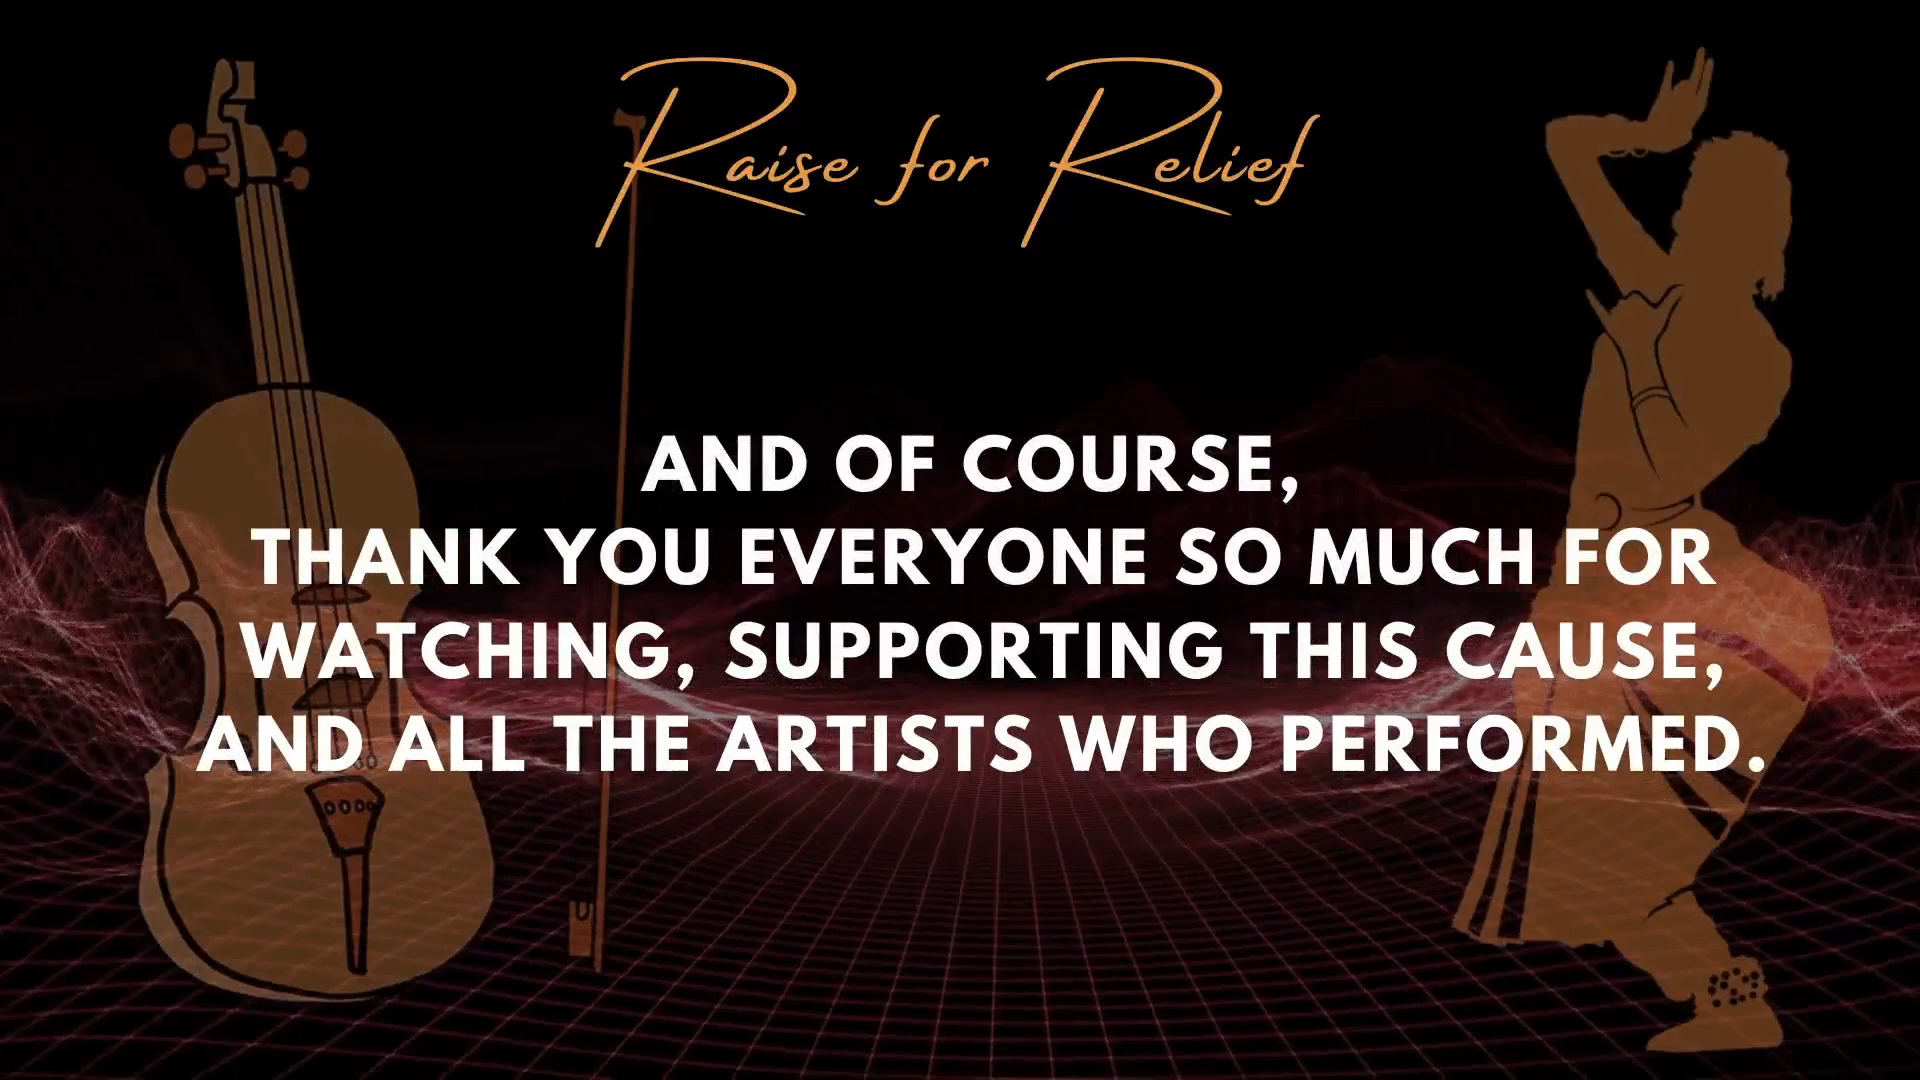 Raise for Relief
AND OF COURSE,
THANK YOU EVERYONE SO MUCH FOR
WATCHING, SUPPORTING THIS CAUSE,
AND ALL THE ARTISTS WHO PERFORMED.